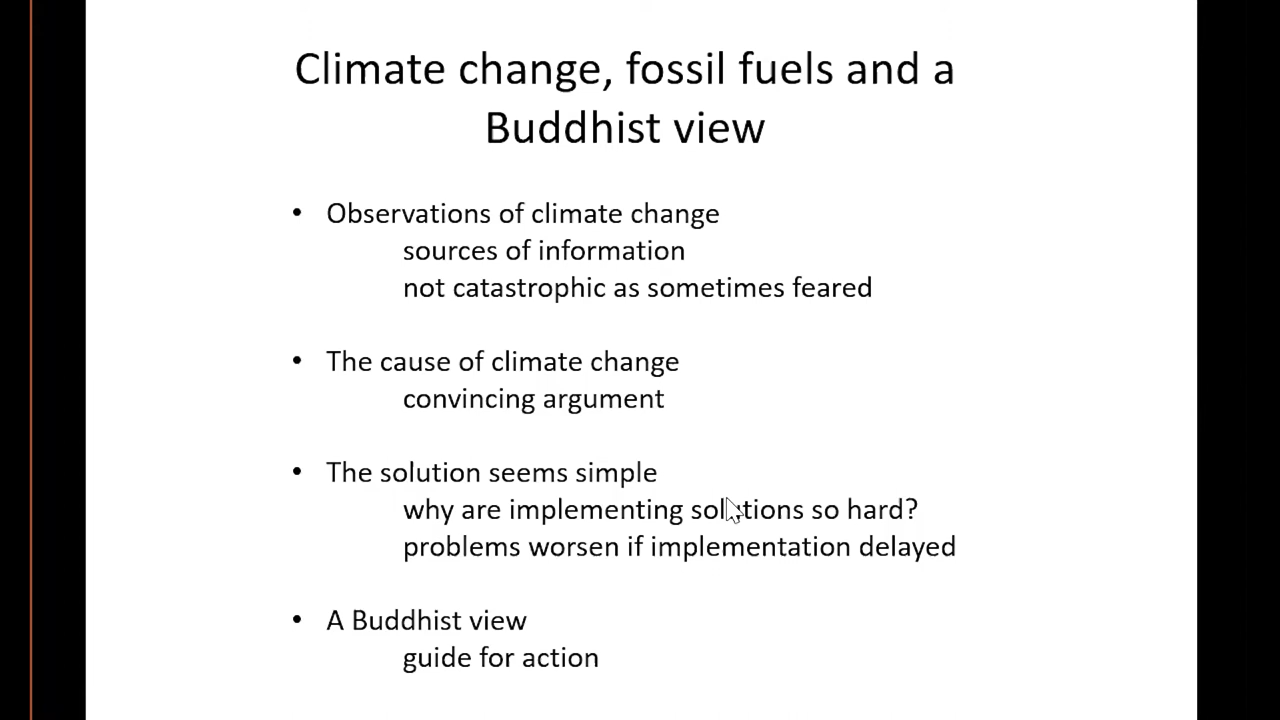 Climate change, fossil fuels and a
Buddhist view
• Observations of climate change
sources of information
not catastrophic as sometimes feared
• The cause of climate change
convincing argument
• The solution seems simple
why are implementing solutions so hard?
problems worsen if implementation delayed
• A Buddhist view
guide for action